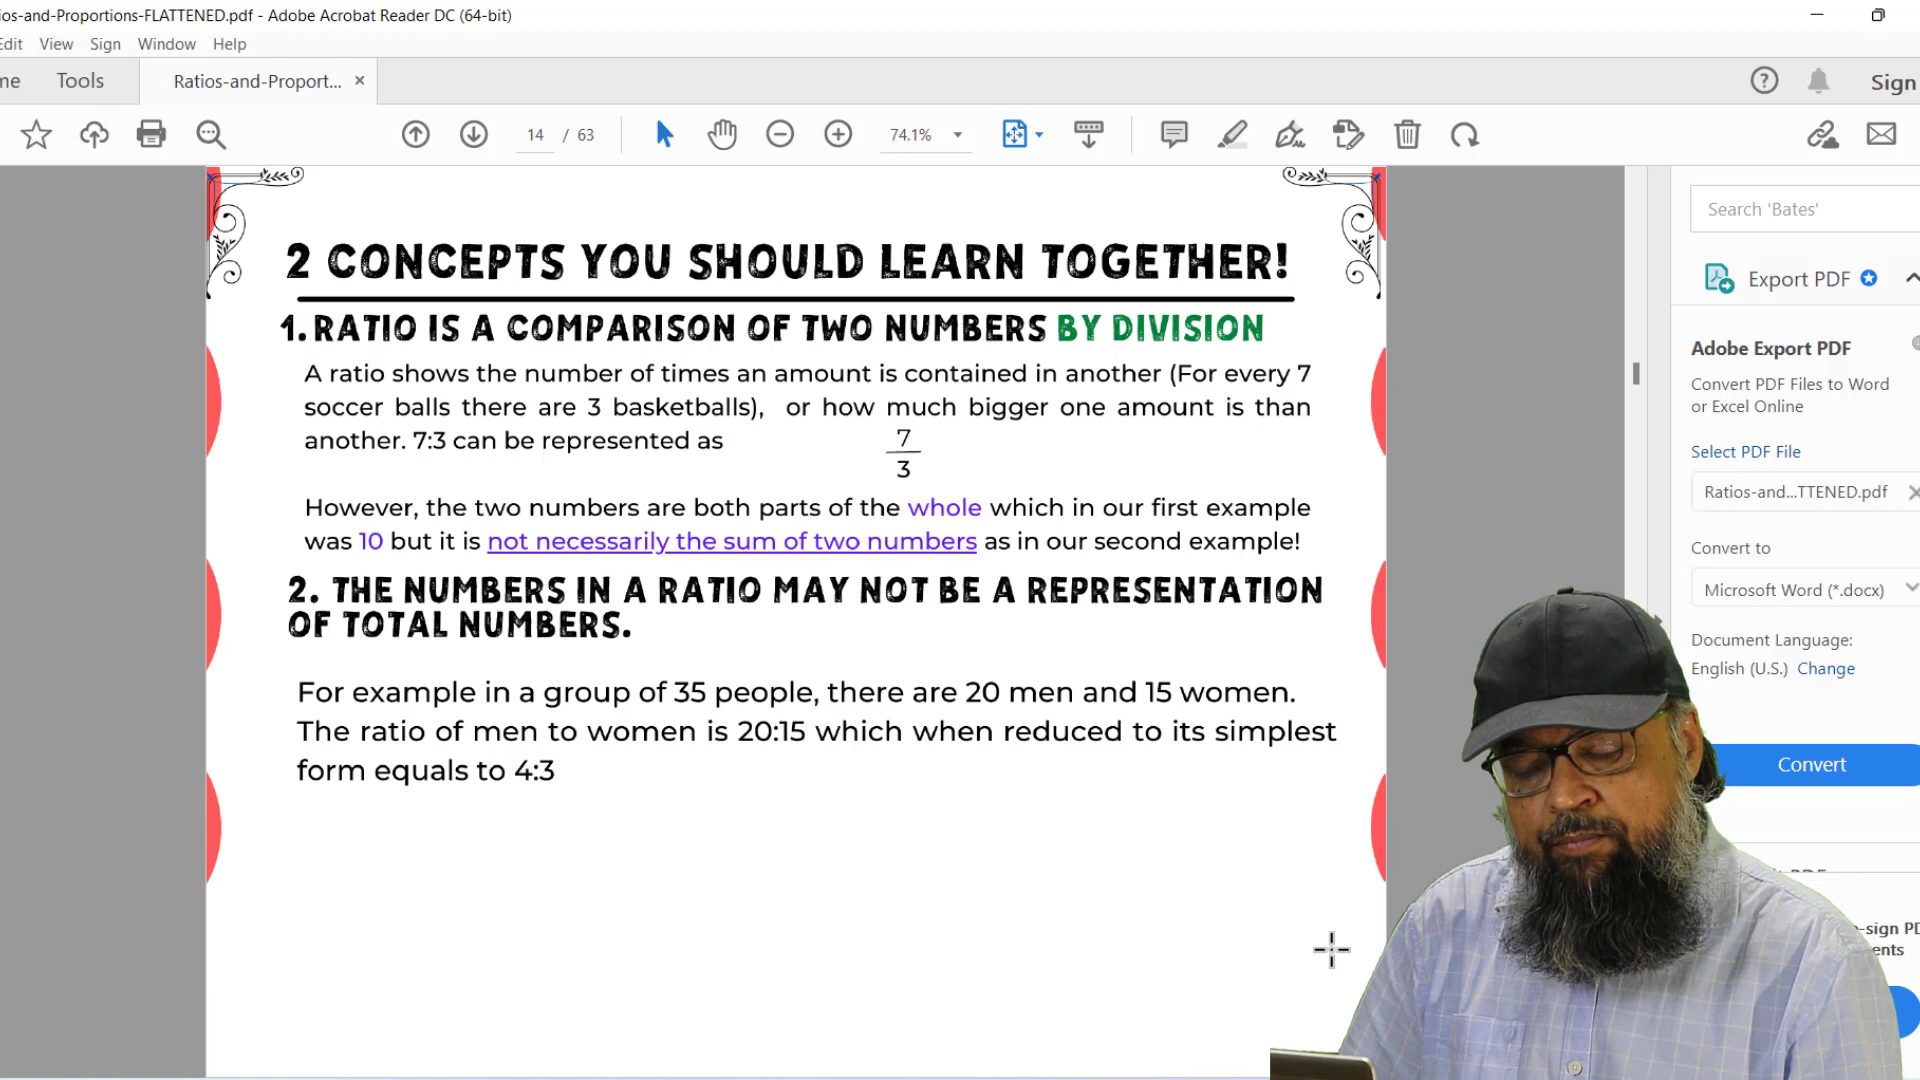 ios-and-Proportions-FLATTENED.pdf - Adobe Acrobat Reader DC (64-bit)
Edit View Sign Window Help
Tools Ratios-and-Proport... × Sign
14 / 63 74.1%
2 CONCEPTS YOU SHOULD LEARN TOGETHER!
1. RATIO IS A COMPARISON OF TWO NUMBERS BY DIVISION
A ratio shows the number of times an amount is contained in another (For every 7
soccer balls there are 3 basketballs), or how much bigger one amount is than
another. 7:3 can be represented as
7
3
However, the two numbers are both parts of the whole which in our first example
was 10 but it is not necessarily the sum of two numbers as in our second example!
2. THE NUMBERS IN A RATIO MAY NOT BE A REPRESENTATION
OF TOTAL NUMBERS.
For example in a group of 35 people, there are 20 men and 15 women.
The ratio of men to women is 20:15 which when reduced to its simplest
form equals to 4:3
Search 'Bates'
Export PDF
Adobe Export PDF
Convert PDF Files to Word
or Excel Online
Select PDF File
Ratios-and...TTENED.pdf
Convert to
Microsoft Word (*.docx)
Document Language:
English (U.S.) Change
Convert